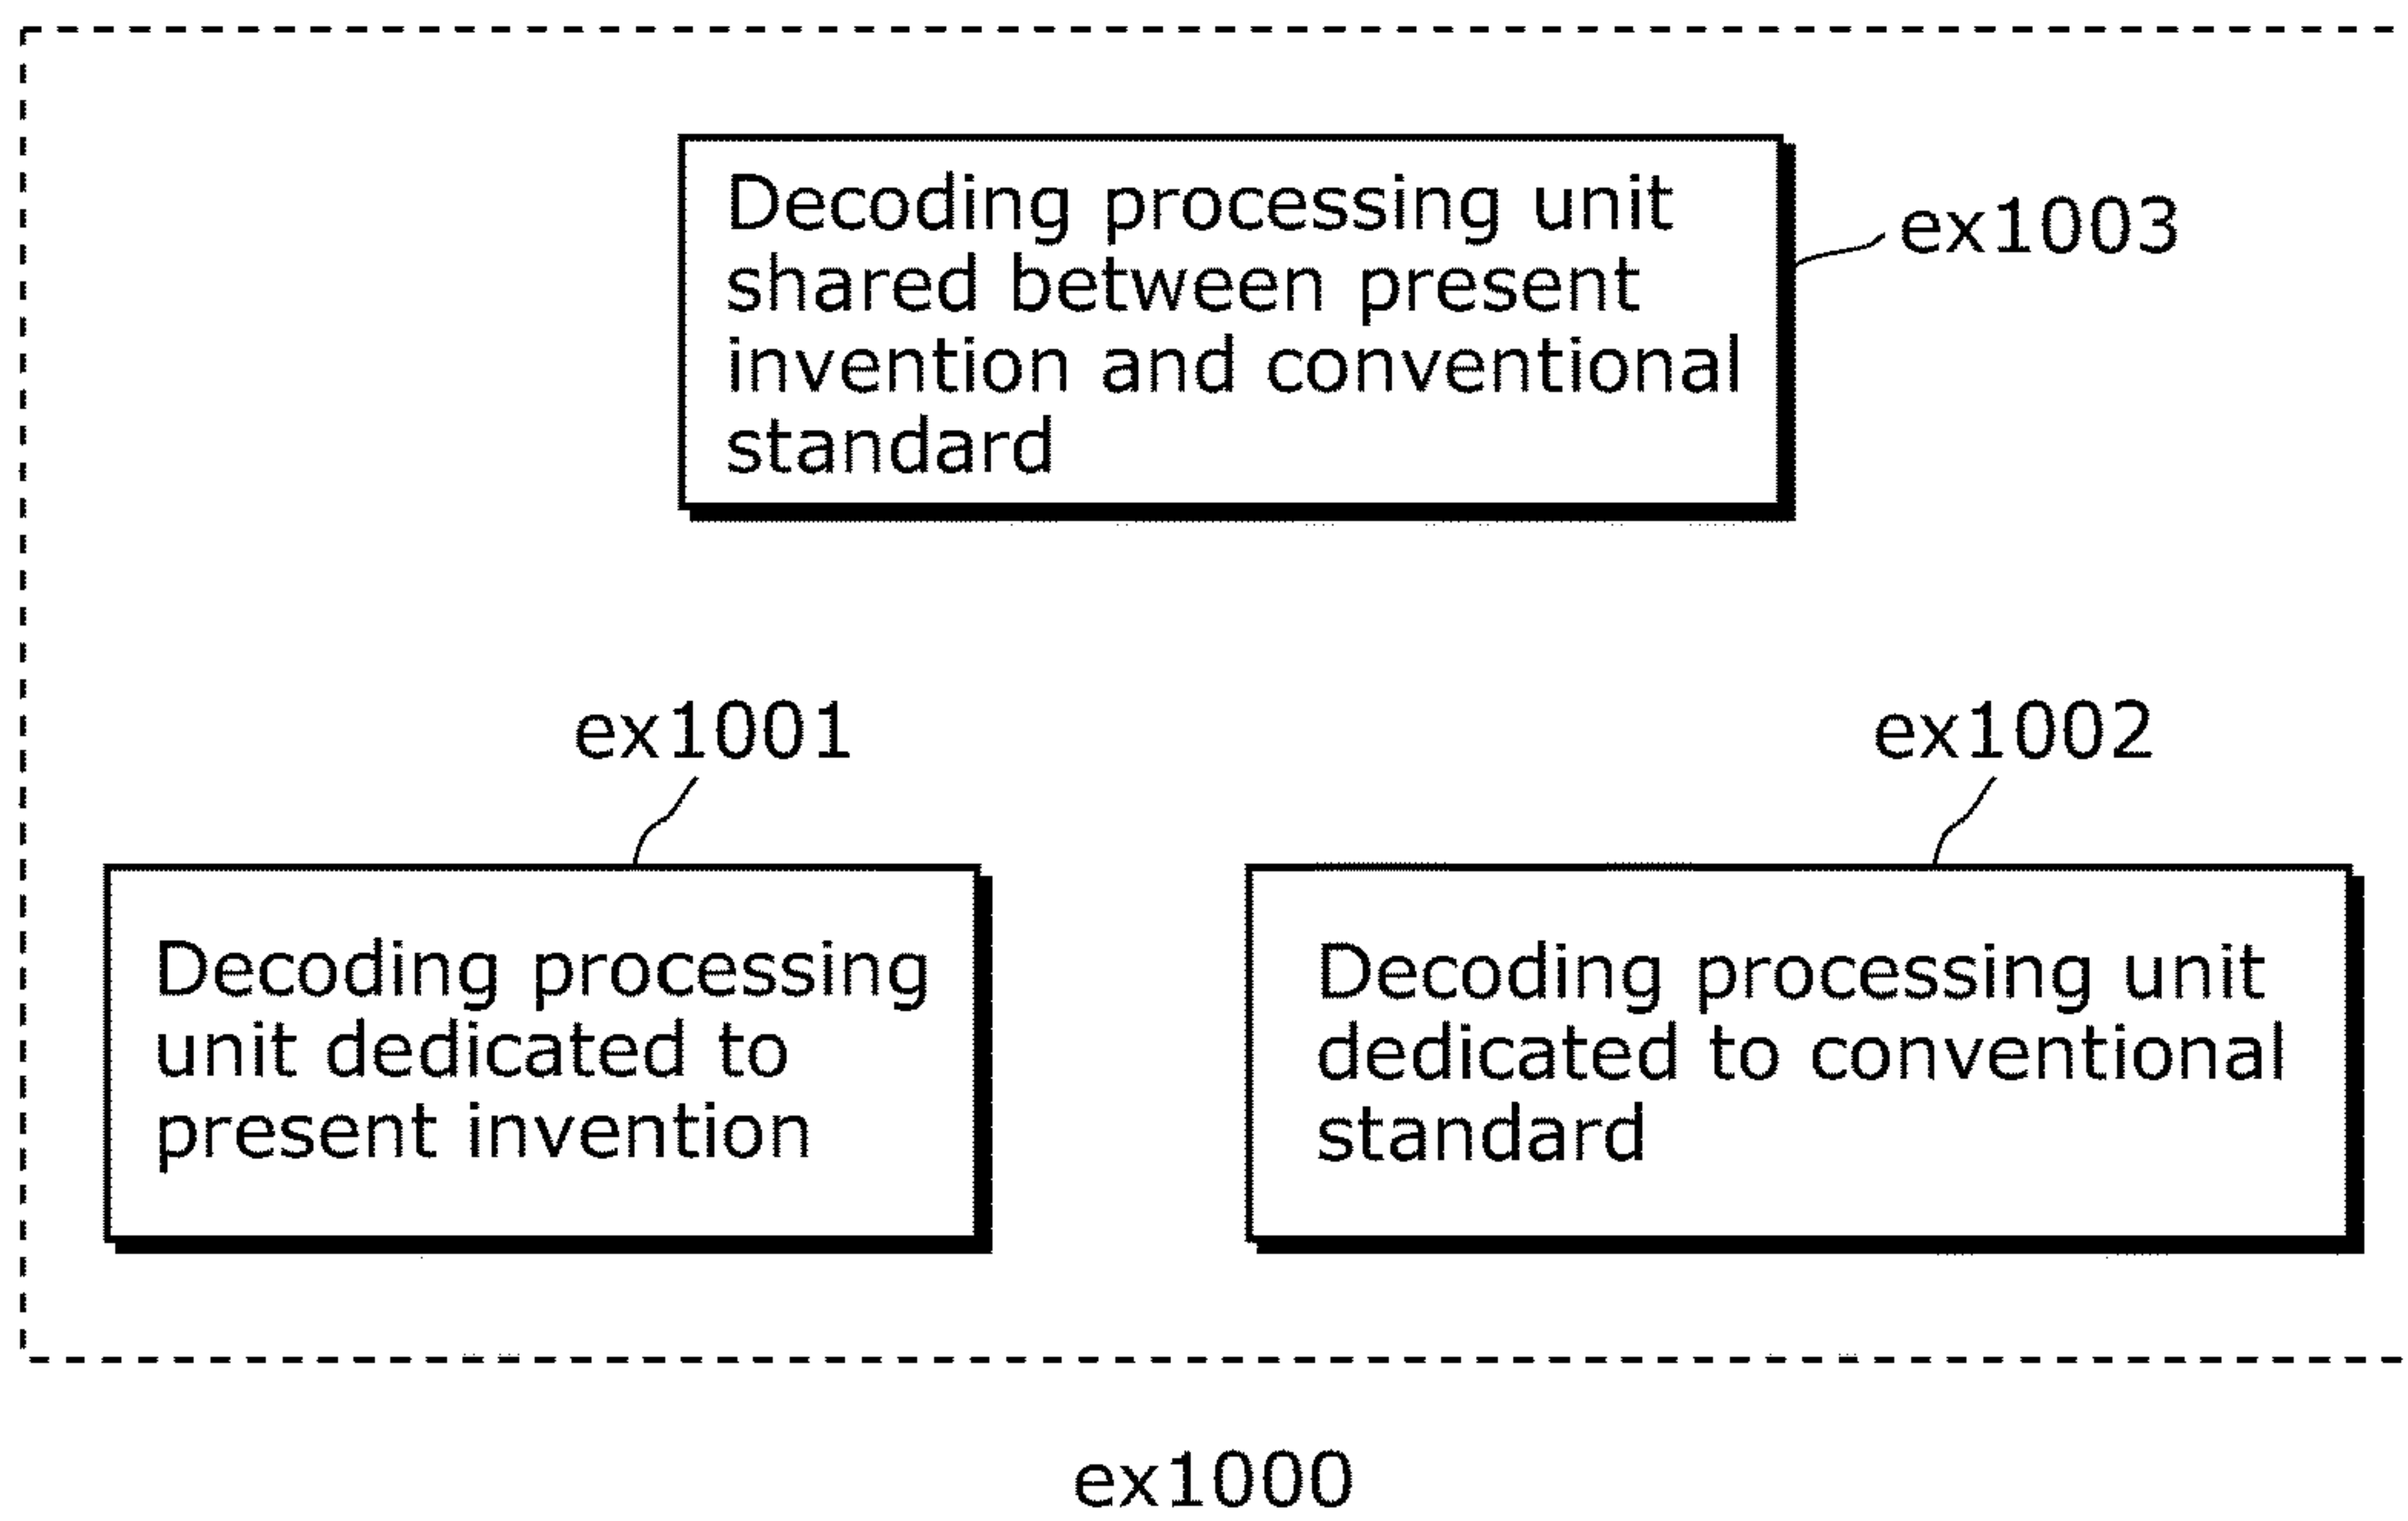 Decoding processing unit
shared between present
invention and conventional
standard
ex1003
ex1001
ex1002
Decoding processing
unit dedicated to
present invention
Decoding processing unit
dedicated to conventional
standard
ex1000